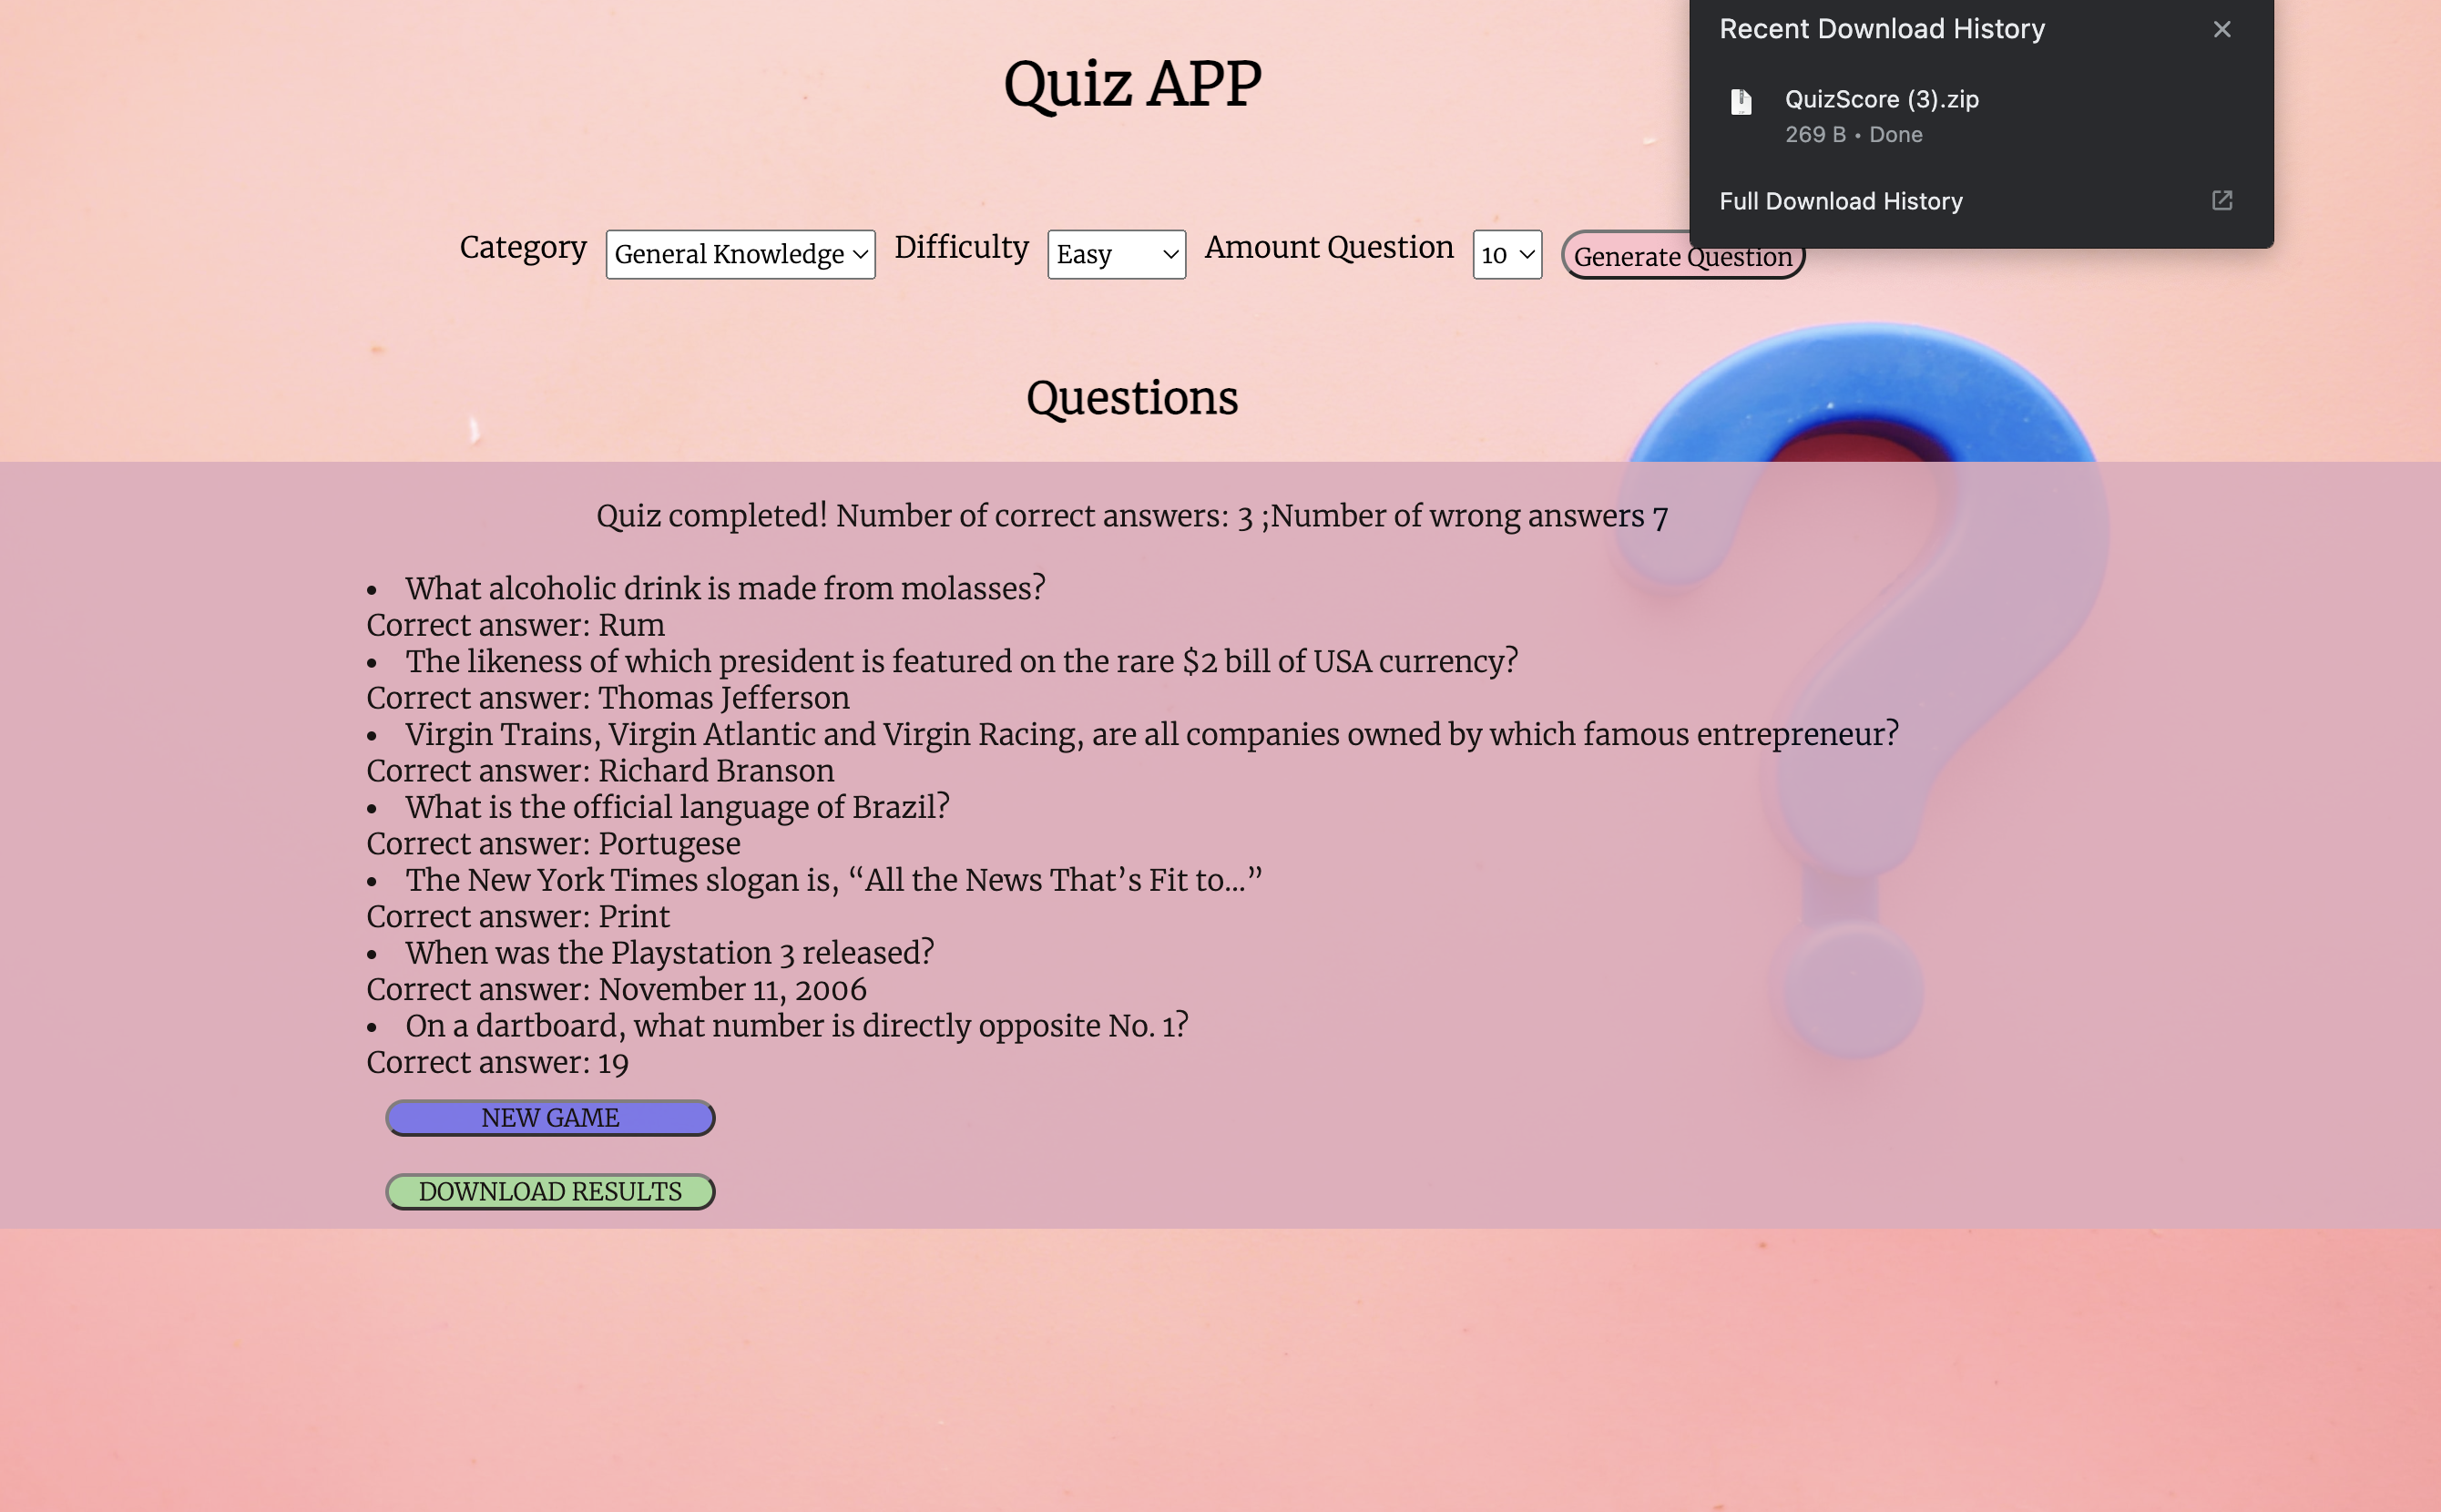 Quiz APP
Recent Download History
QuizScore (3).zip
269 B • Done
Full Download History
Category General Knowledge Difficulty Easy Amount Question 10 Generate Question
Questions
Quiz completed! Number of correct answers: 3 ;Number of wrong answers 7
• What alcoholic drink is made from molasses?
Correct answer: Rum
• The likeness of which president is featured on the rare $2 bill of USA currency?
Correct answer: Thomas Jefferson
• Virgin Trains, Virgin Atlantic and Virgin Racing, are all companies owned by which famous entrepreneur?
Correct answer: Richard Branson
• What is the official language of Brazil?
Correct answer: Portugese
• The New York Times slogan is, “All the News That’s Fit to…”
Correct answer: Print
• When was the Playstation 3 released?
Correct answer: November 11, 2006
• On a dartboard, what number is directly opposite No. 1?
Correct answer: 19
NEW GAME
DOWNLOAD RESULTS